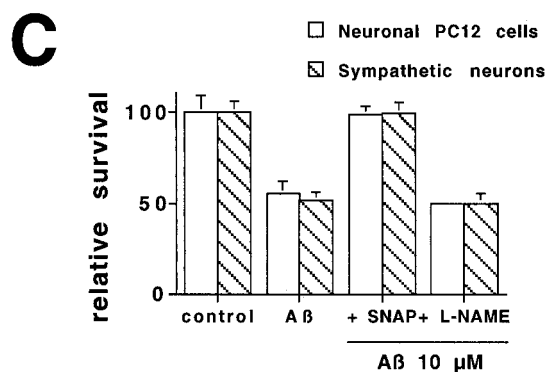 C
Neuronal PC12 cells
Sympathetic neurons
relative survival
100
50
0
control Aß + SNAP + L-NAME
Aß 10 µM